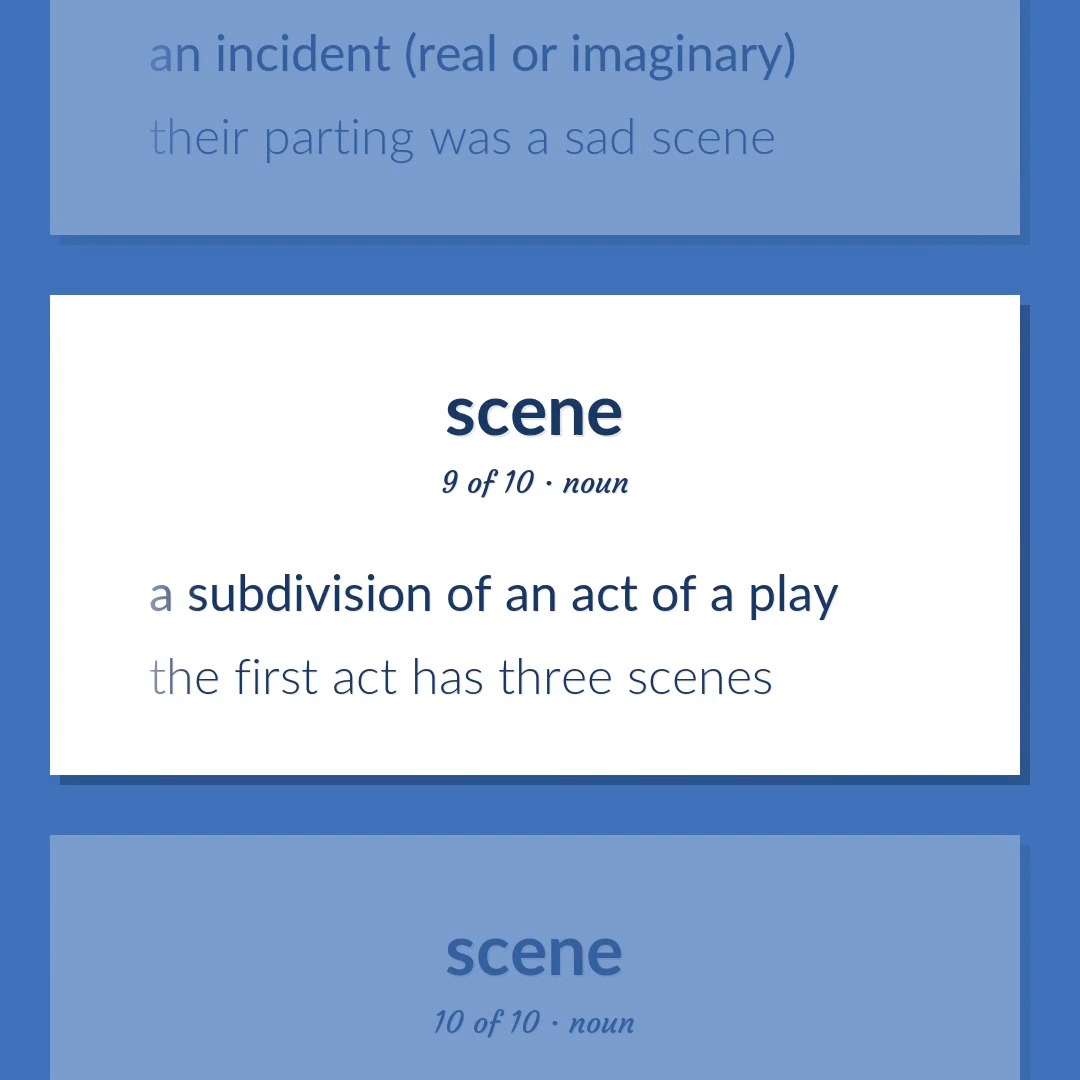 an incident (real or imaginary)
their parting was a sad scene
scene
9 of 10 · noun
a subdivision of an act of a play
the first act has three scenes
scene
10 of 10 · noun